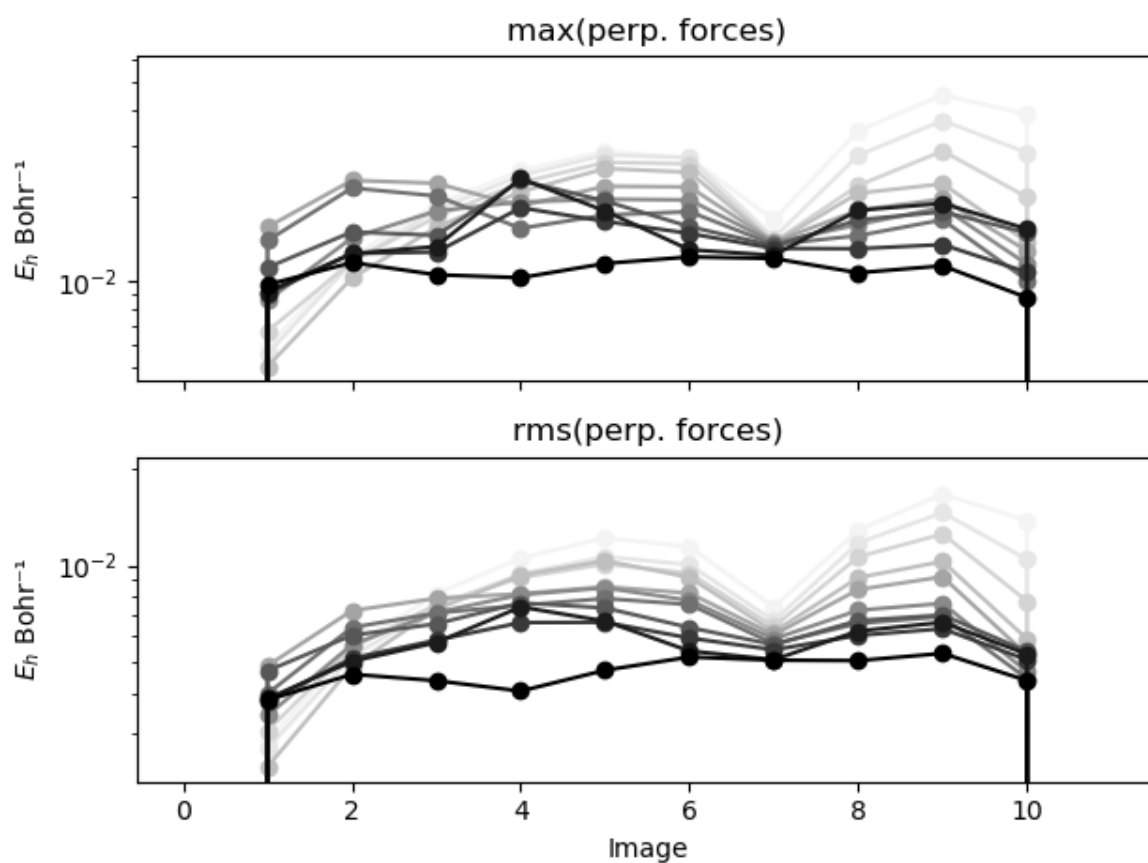 max(perp. forces)
E_h Bohr⁻¹
10⁻²
rms(perp. forces)
E_h Bohr⁻¹
10⁻²
0 2 4 6 8 10
Image